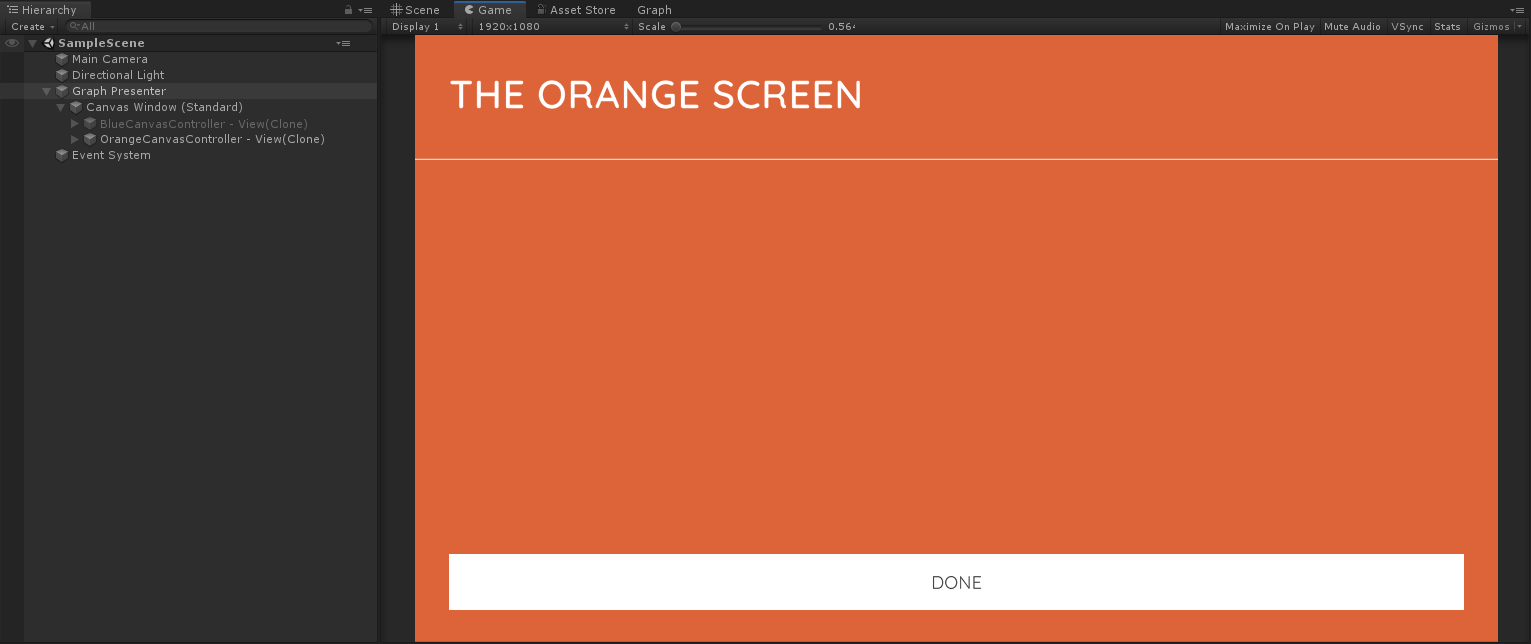 Hierarchy
Create All
SampleScene
Main Camera
Directional Light
Graph Presenter
Canvas Window (Standard)
BlueCanvasController - View(Clone)
OrangeCanvasController - View(Clone)
Event System
Scene Game Asset Store Graph
Display 1 1920x1080 Scale 0.56 Maximize On Play Mute Audio VSync Stats Gizmos
THE ORANGE SCREEN
DONE